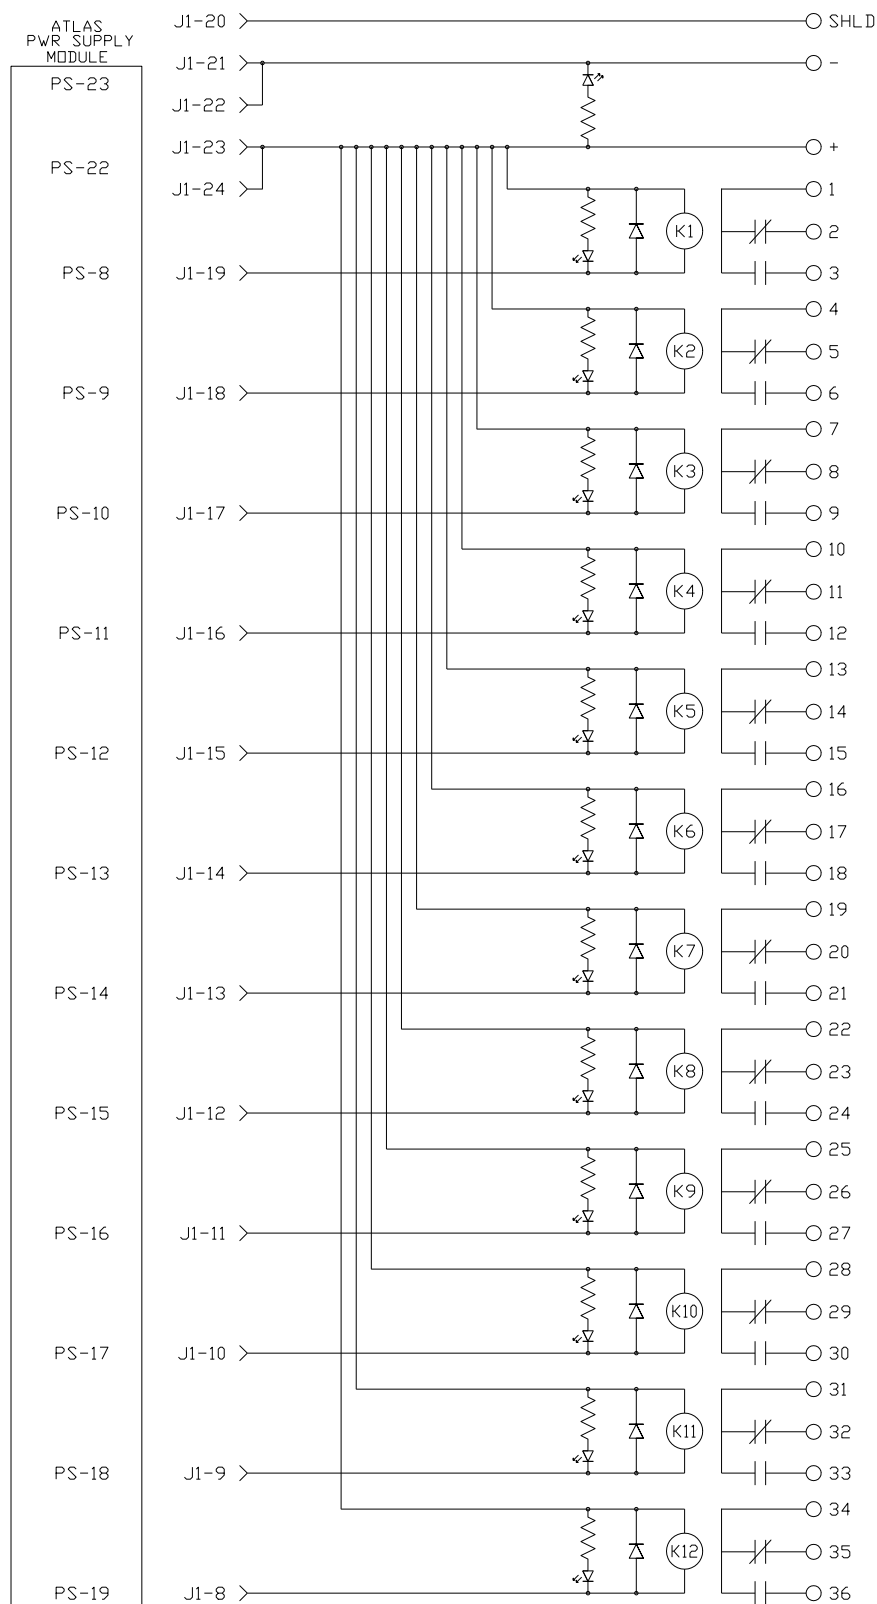 ATLAS
PWR SUPPLY
MODULE
J1-20
SHLD
J1-21
-
PS-23
J1-22
J1-23
+
PS-22
J1-24
1
K1
2
PS-8
J1-19
3
4
K2
5
PS-9
J1-18
6
7
K3
8
PS-10
J1-17
9
10
K4
11
PS-11
J1-16
12
13
K5
14
PS-12
J1-15
15
16
K6
17
PS-13
J1-14
18
19
K7
20
PS-14
J1-13
21
22
K8
23
PS-15
J1-12
24
25
K9
26
PS-16
J1-11
27
28
K10
29
PS-17
J1-10
30
31
K11
32
PS-18
J1-9
33
34
K12
35
PS-19
J1-8
36